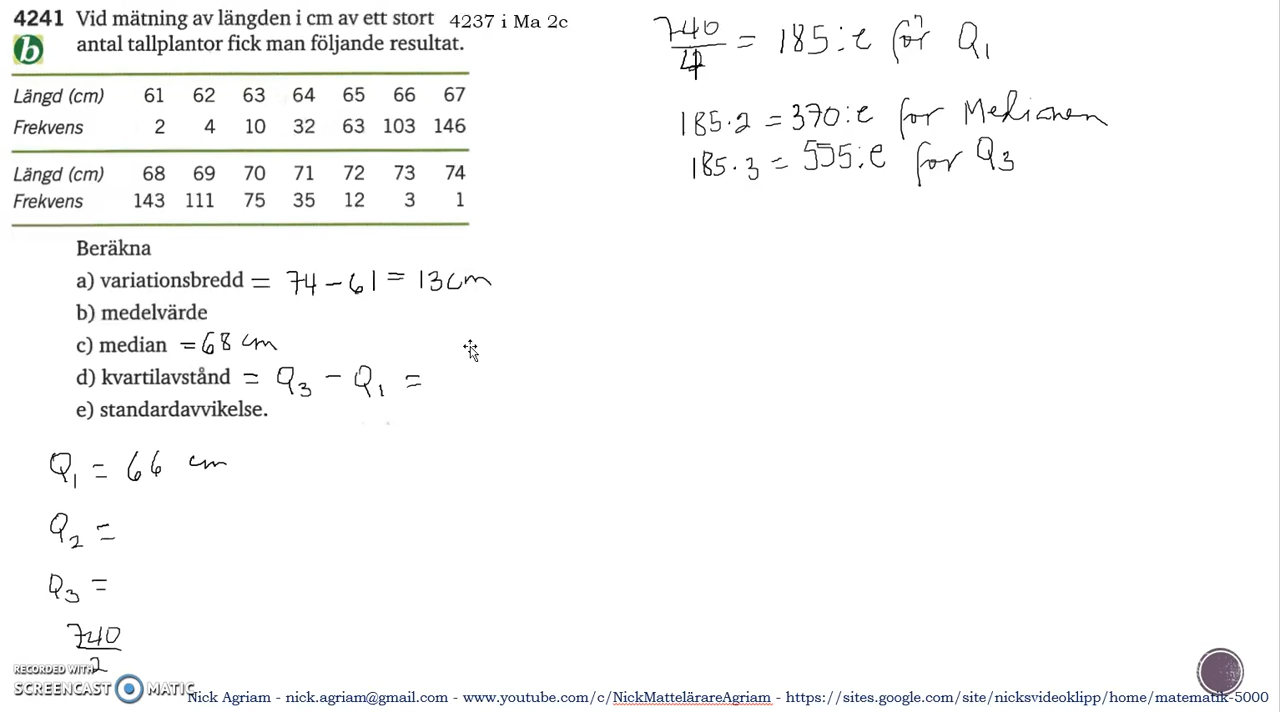 4241 Vid mätning av längden i cm av ett stort 4237 i Ma 2c
b antal tallplantor fick man följande resultat.
Längd (cm) 61 62 63 64 65 66 67
Frekvens 2 4 10 32 63 103 146
Längd (cm) 68 69 70 71 72 73 74
Frekvens 143 111 75 35 12 3 1
Beräkna
a) variationsbredd = 74 - 61 = 13 cm
b) medelvärde
c) median = 68 cm
d) kvartilavstånd = Q3 - Q1 =
e) standardavvikelse.
Q1 = 66 cm
Q2 =
Q3 =
740
2
740
4 = 185:e för Q1
185·2 = 370:e for Medianen
185·3 = 555:e for Q3
RECORDED WITH
SCREENCAST MATIC
Nick Agriam - nick.agriam@gmail.com - www.youtube.com/c/NickMattelärareAgriam - https://sites.google.com/site/nicksvideoklipp/home/matematik-5000